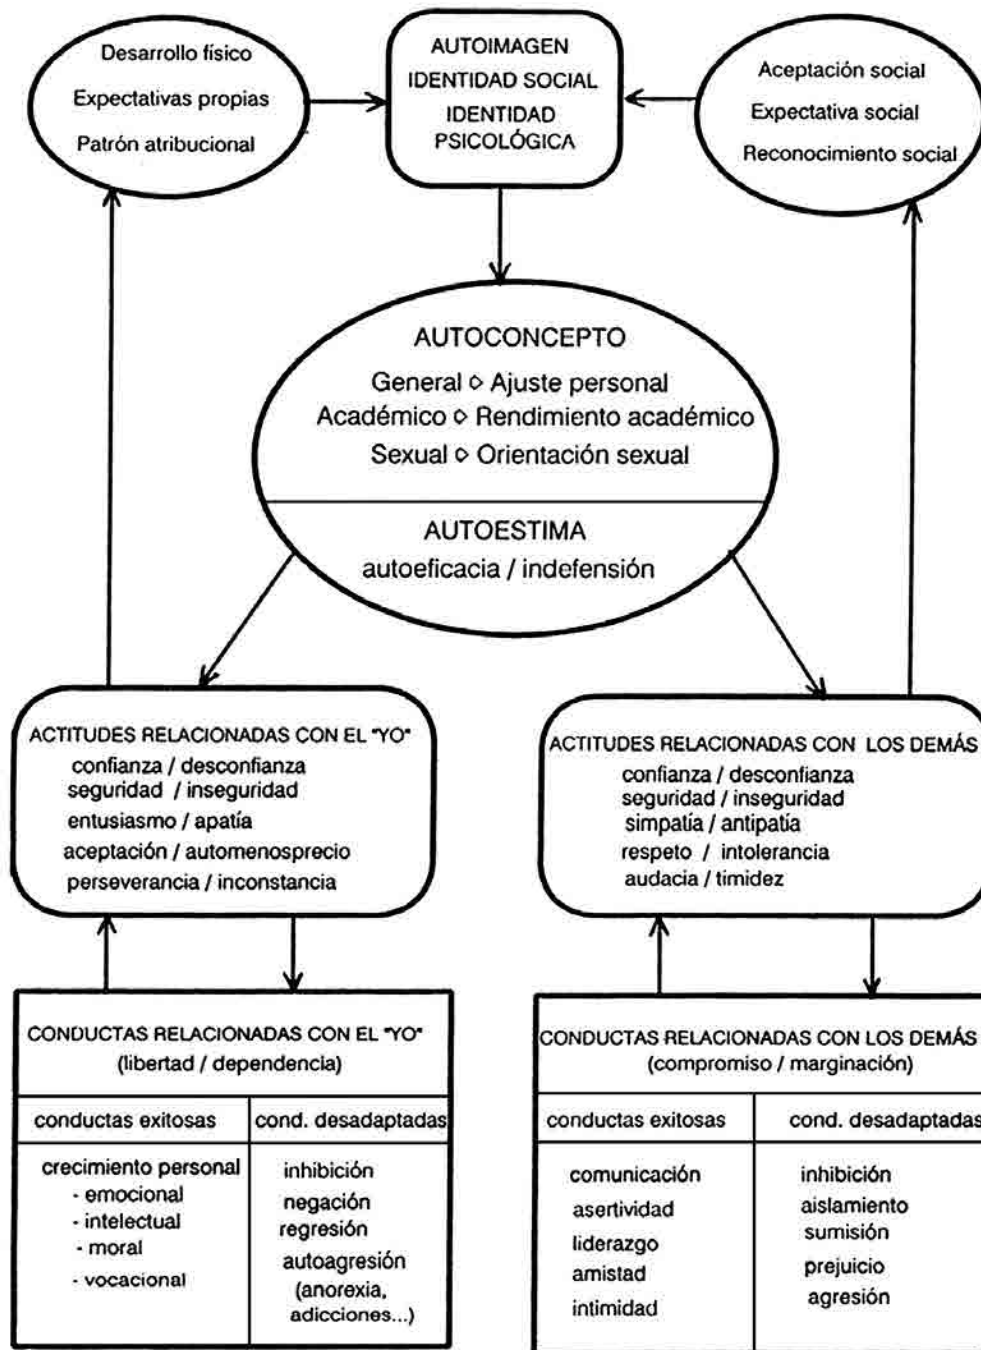 Desarrollo físico
Expectativas propias
Patrón atribucional
AUTOIMAGEN
IDENTIDAD SOCIAL
IDENTIDAD
PSICOLÓGICA
Aceptación social
Expectativa social
Reconocimiento social
AUTOCONCEPTO
General ▷ Ajuste personal
Académico ▷ Rendimiento académico
Sexual ▷ Orientación sexual
AUTOESTIMA
autoeficacia / indefensión
ACTITUDES RELACIONADAS CON EL "YO"
confianza / desconfianza
seguridad / inseguridad
entusiasmo / apatía
aceptación / automenosprecio
perseverancia / inconstancia
ACTITUDES RELACIONADAS CON LOS DEMÁS
confianza / desconfianza
seguridad / inseguridad
simpatía / antipatía
respeto / intolerancia
audacia / timidez
CONDUCTAS RELACIONADAS CON EL "YO"
(libertad / dependencia)
conductas exitosas
crecimiento personal
- emocional
- intelectual
- moral
- vocacional
cond. desadaptadas
inhibición
negación
regresión
autoagresión
(anorexia,
adicciones...)
CONDUCTAS RELACIONADAS CON LOS DEMÁS
(compromiso / marginación)
conductas exitosas
comunicación
asertividad
liderazgo
amistad
intimidad
cond. desadaptadas
inhibición
aislamiento
sumisión
prejuicio
agresión